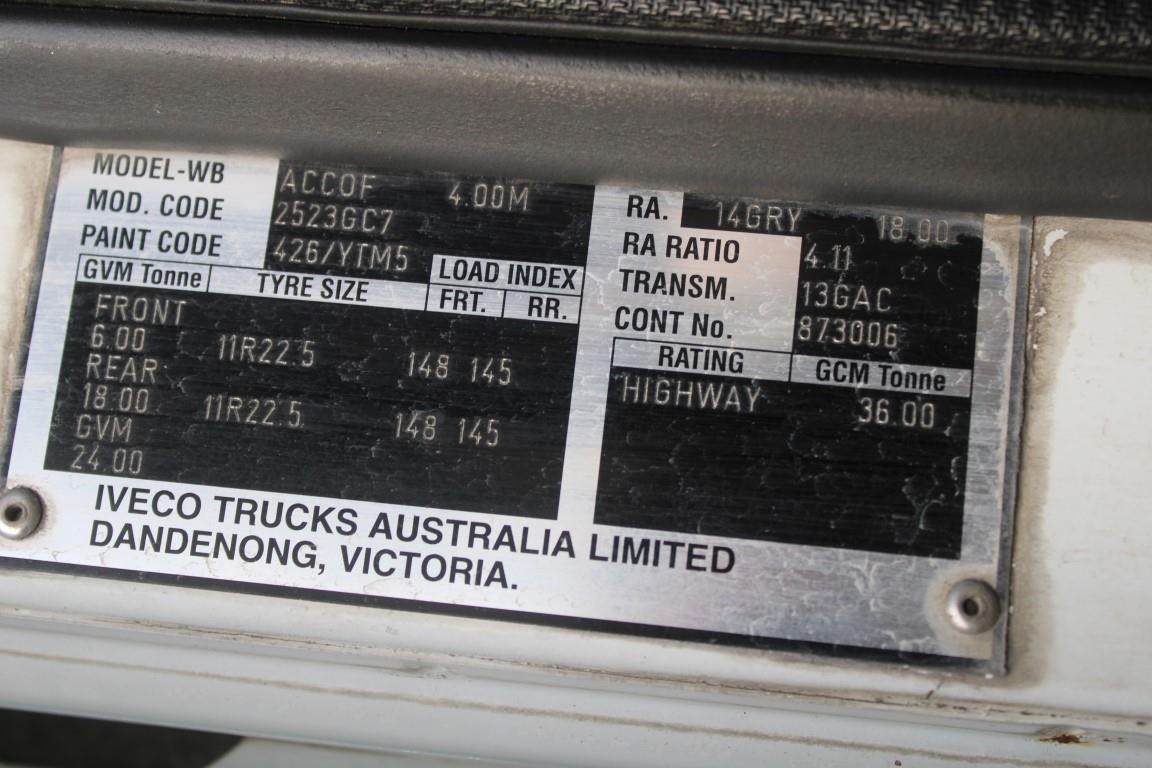 MODEL-WB ACCOF 4.00M
MOD. CODE 2523GC7
PAINT CODE 426/YTM5
GVM Tonne TYRE SIZE LOAD INDEX
FRT. RR.
FRONT
6.00 11R22.5 148 145
REAR
18.00 11R22.5 148 145
GVM
24.00
RA. 14GRY 18.00
RA RATIO 4.11
TRANSM. 13GAC
CONT No. 873006
RATING GCM Tonne
HIGHWAY 36.00
IVECO TRUCKS AUSTRALIA LIMITED
DANDENONG, VICTORIA.